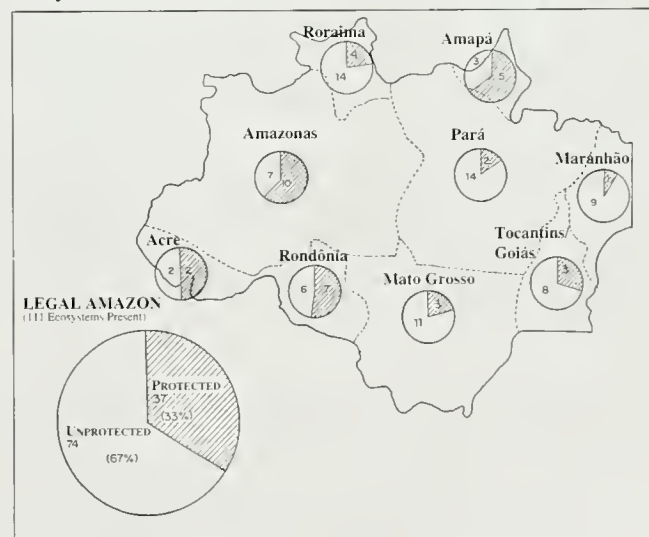 Roraima
4
14
Amapá
3
5
Amazonas
7
10
Pará
2
14
Maranhão
9
Acre
2
2
Rondônia
6
7
Mato Grosso
3
11
Tocantins/
Goiás
3
8
LEGAL AMAZON
(111 Ecosystems Present)
PROTECTED
37
(33%)
UNPROTECTED
74
(67%)